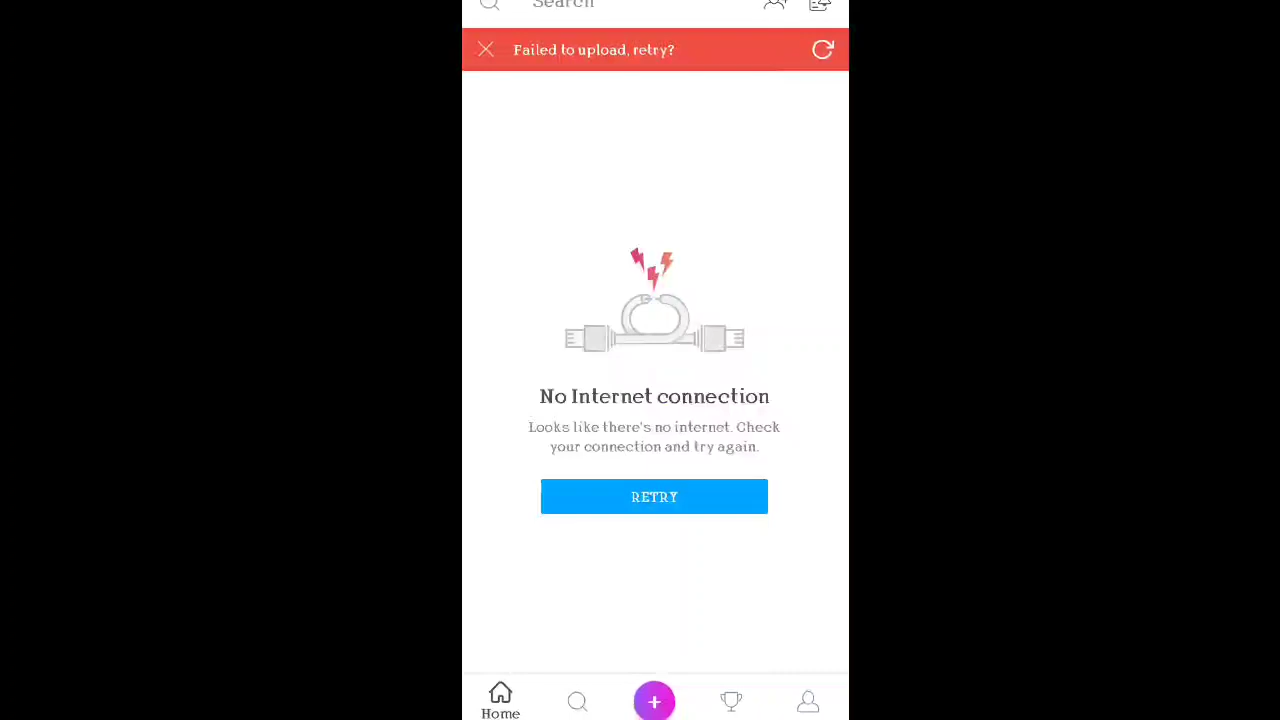 Search
Failed to upload, retry?
No Internet connection
Looks like there's no internet. Check
your connection and try again.
RETRY
Home